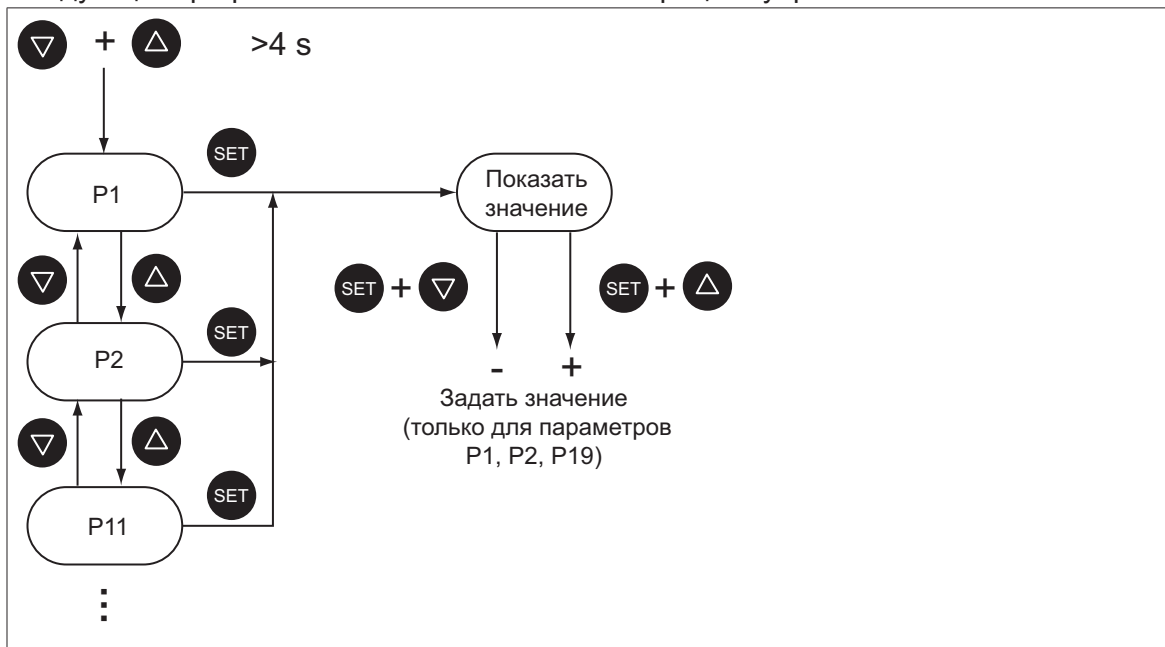 + >4 s
SET
P1
Показать
значение
SET + SET +
SET
P2
- +
Задать значение
(только для параметров
P1, P2, P19)
SET
P11
⋮